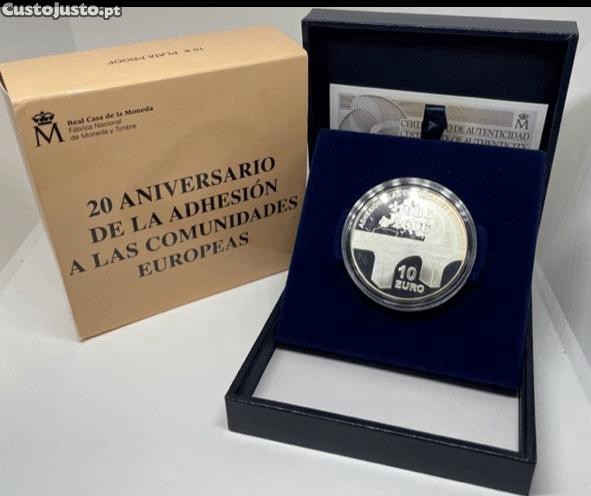 CustoJusto.pt
10 € PLATA PROOF
M
Real Casa de la Moneda
Fábrica Nacional
de Moneda y Timbre
20 ANIVERSARIO
DE LA ADHESIÓN
A LAS COMUNIDADES
EUROPEAS
M
DE AUTENTICIDAD
OF AUTHENTICITY
2006
10
EURO